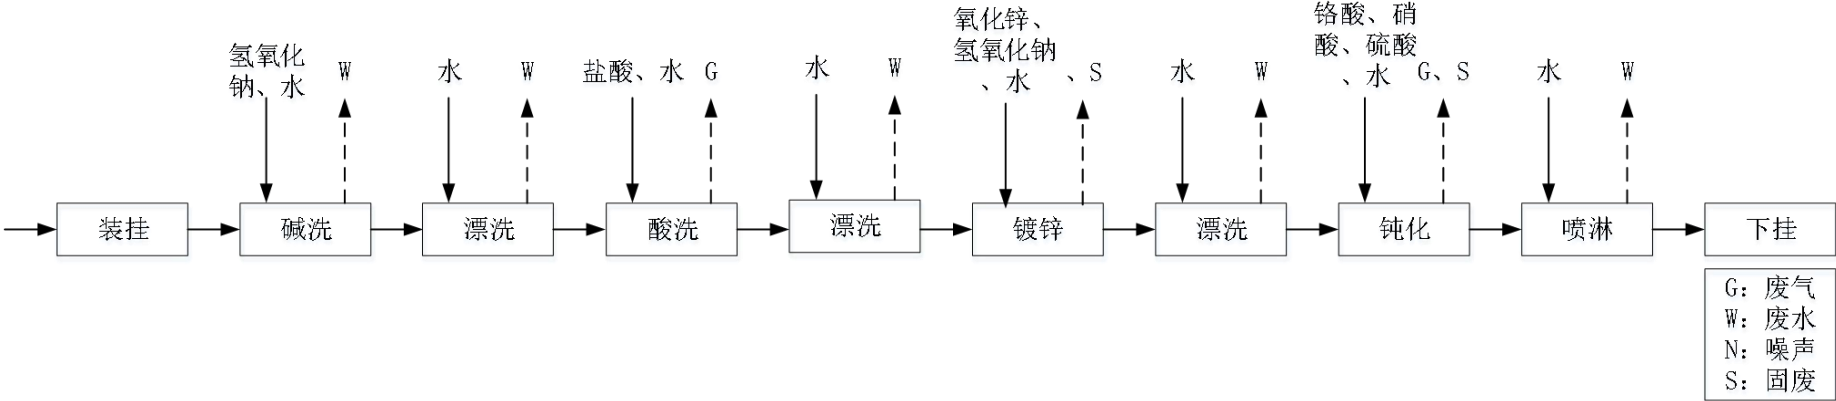 氢氧化
钠、水
W
水
W
盐酸、水
G
水
W
氧化锌、
氢氧化钠
、水
、S
水
W
铬酸、硝
酸、硫酸
、水
G、S
水
W
装挂
碱洗
漂洗
酸洗
漂洗
镀锌
漂洗
钝化
喷淋
下挂
G: 废气
W: 废水
N: 噪声
S: 固废